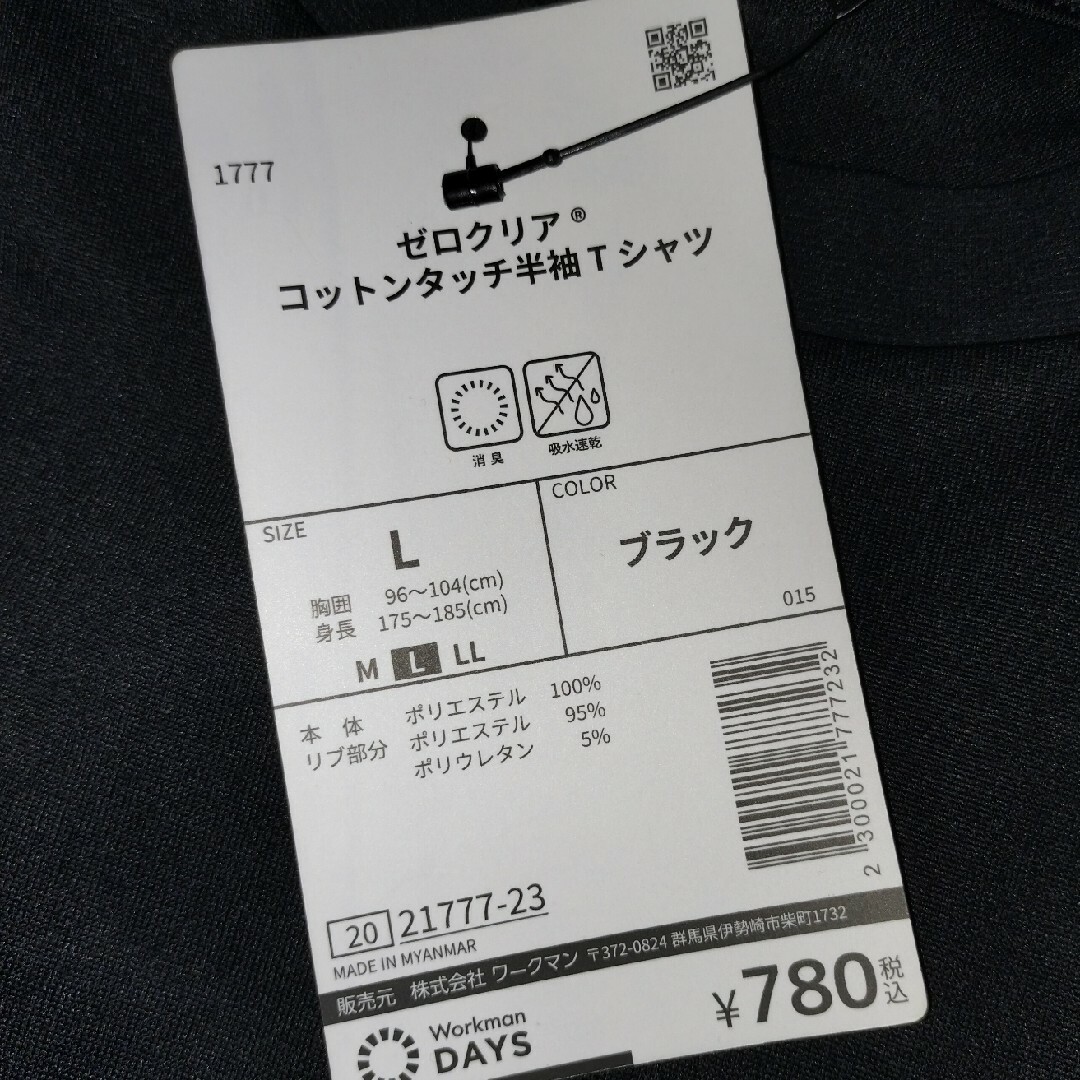 1777
ゼロクリア®
コットンタッチ半袖Tシャツ
消臭
吸水速乾
SIZE
L
胸囲 96～104(cm)
身長 175～185(cm)
M L LL
COLOR
ブラック
015
本体 ポリエステル 100%
リブ部分 ポリエステル 95%
ポリウレタン 5%
2300021777232
20 21777-23
MADE IN MYANMAR
販売元 株式会社 ワークマン 〒372-0824 群馬県伊勢崎市柴町1732
¥780税込
Workman
DAYS